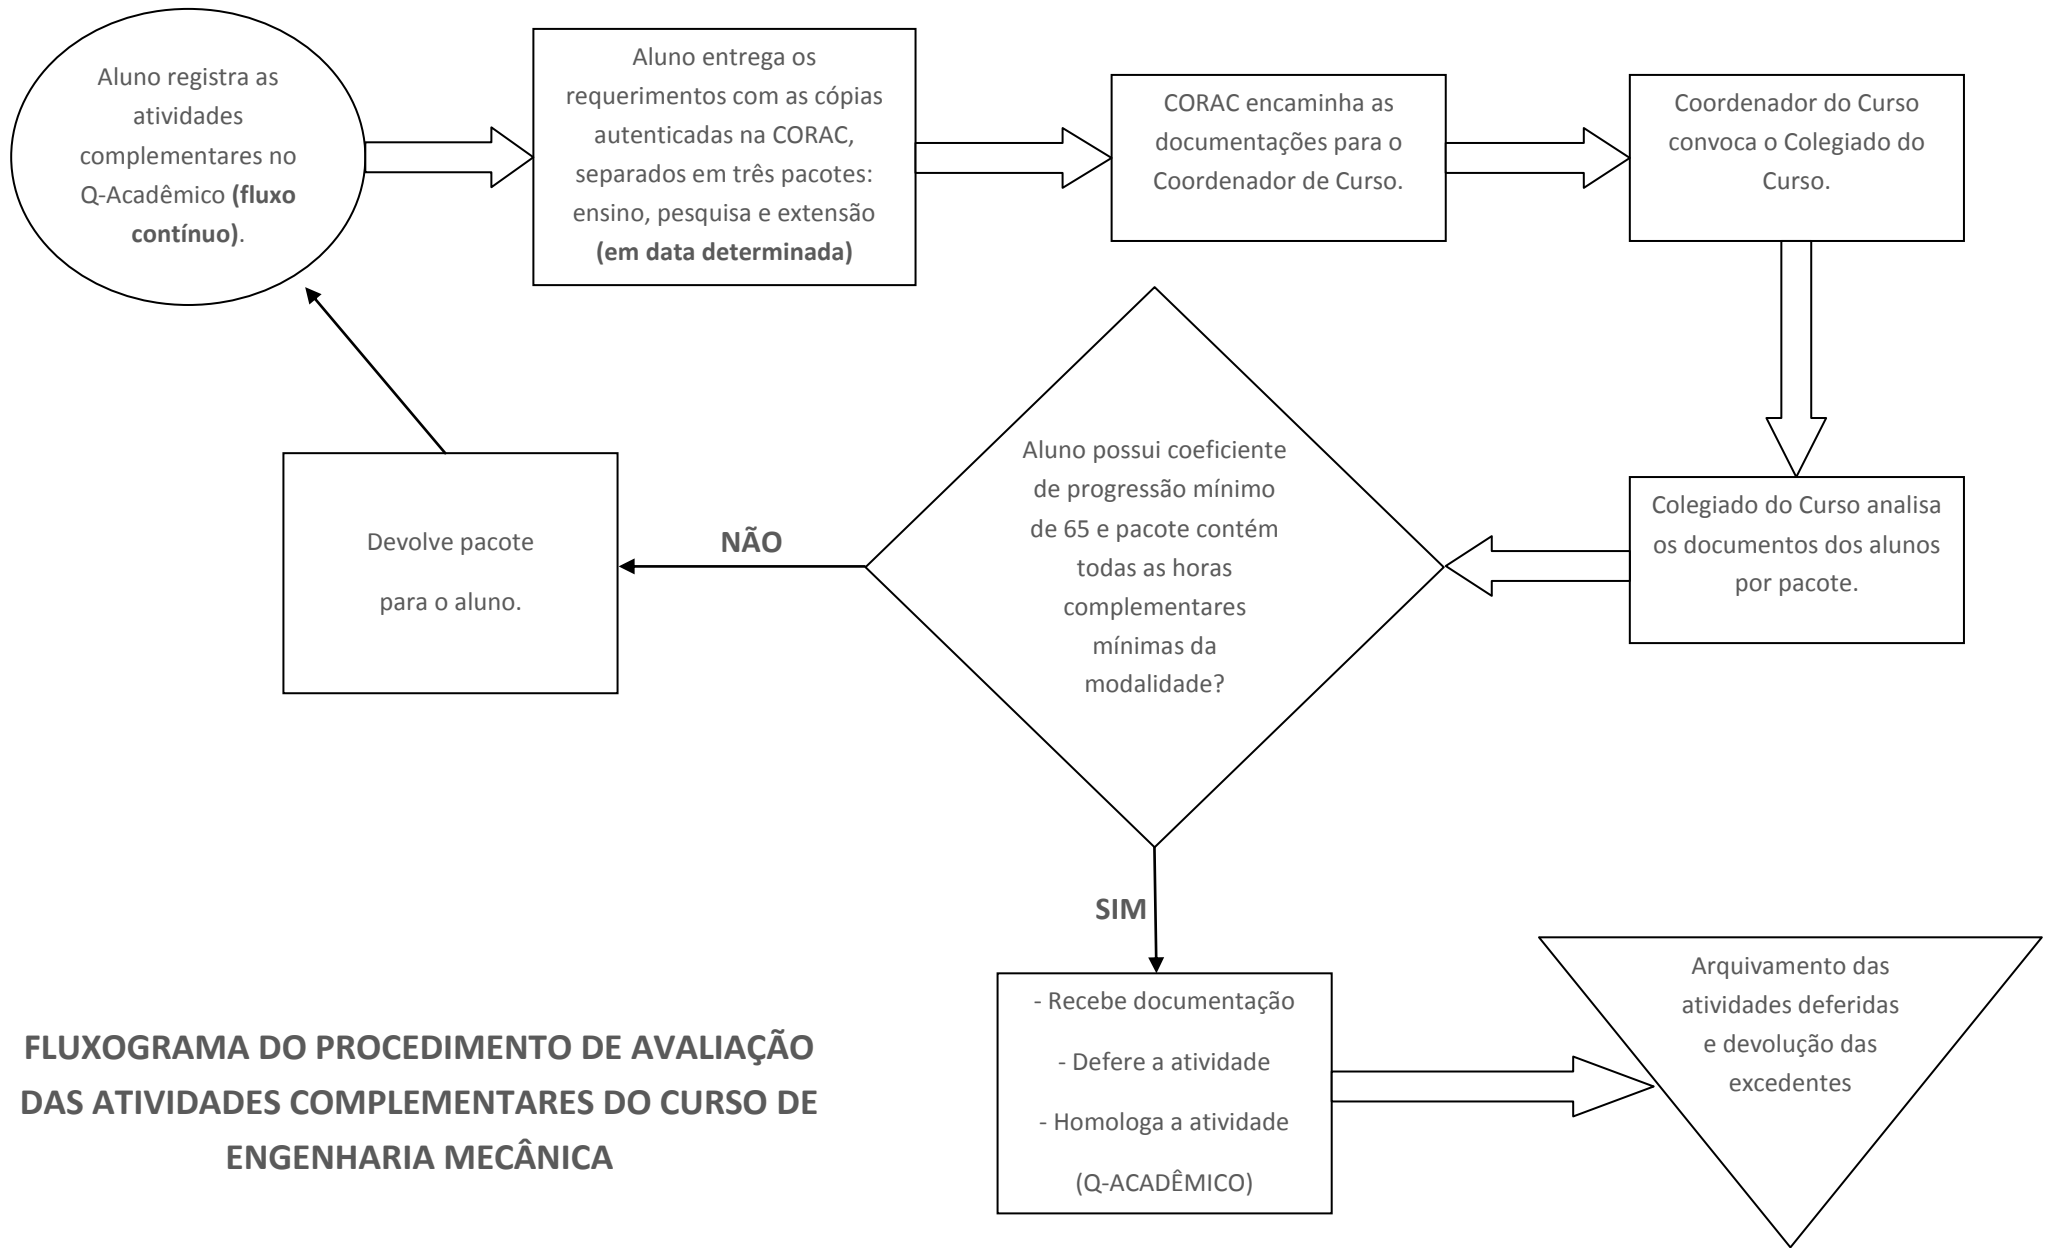 Aluno registra as
atividades
complementares no
Q-Acadêmico (fluxo
contínuo).
Aluno entrega os
requerimentos com as cópias
autenticadas na CORAC,
separados em três pacotes:
ensino, pesquisa e extensão
(em data determinada)
CORAC encaminha as
documentações para o
Coordenador de Curso.
Coordenador do Curso
convoca o Colegiado do
Curso.
Colegiado do Curso analisa
os documentos dos alunos
por pacote.
Aluno possui coeficiente
de progressão mínimo
de 65 e pacote contém
todas as horas
complementares
mínimas da
modalidade?
NÃO
Devolve pacote
para o aluno.
SIM
- Recebe documentação
- Defere a atividade
- Homologa a atividade
(Q-ACADÊMICO)
Arquivamento das
atividades deferidas
e devolução das
excedentes
FLUXOGRAMA DO PROCEDIMENTO DE AVALIAÇÃO
DAS ATIVIDADES COMPLEMENTARES DO CURSO DE
ENGENHARIA MECÂNICA